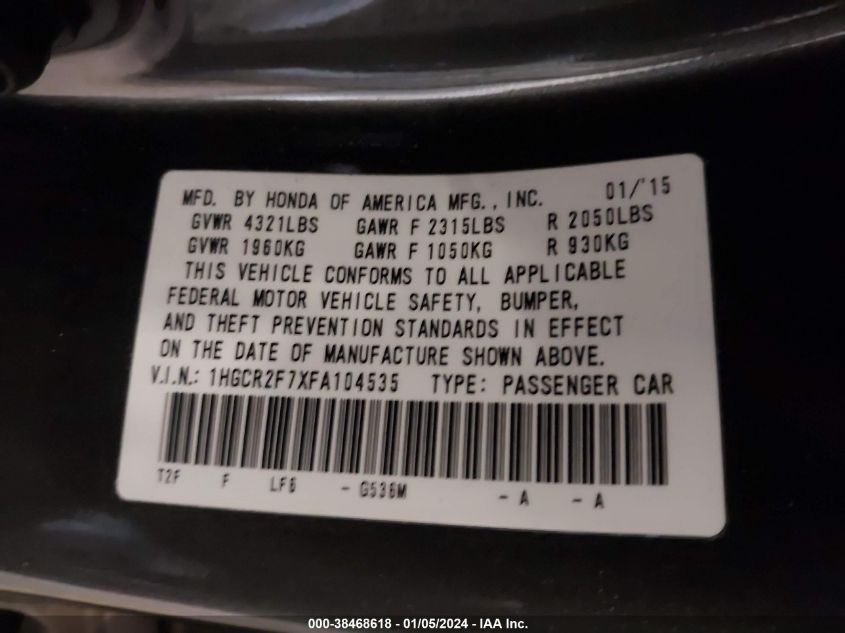 MFD. BY HONDA OF AMERICA MFG., INC. 01/'15
GVWR 4321LBS GAWR F 2315LBS R 2050LBS
GVWR 1960KG GAWR F 1050KG R 930KG
THIS VEHICLE CONFORMS TO ALL APPLICABLE
FEDERAL MOTOR VEHICLE SAFETY, BUMPER,
AND THEFT PREVENTION STANDARDS IN EFFECT
ON THE DATE OF MANUFACTURE SHOWN ABOVE.
V.I.N.: 1HGCR2F7XFA104535 TYPE: PASSENGER CAR
T2F F LF6 - G536M - A - A
000-38468618 - 01/05/2024 - IAA Inc.